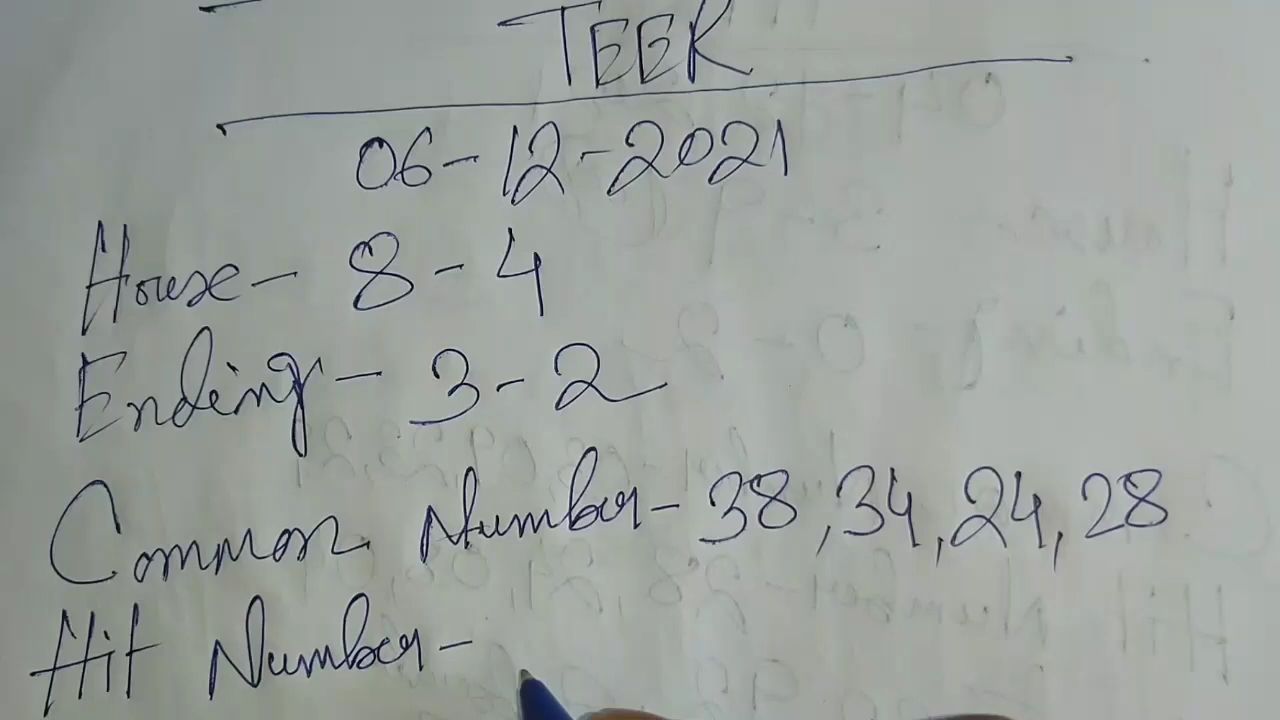 TEER
06-12-2021
House- 8-4
Ending- 3-2
Common Number- 38,34,24,28
Hit Number-